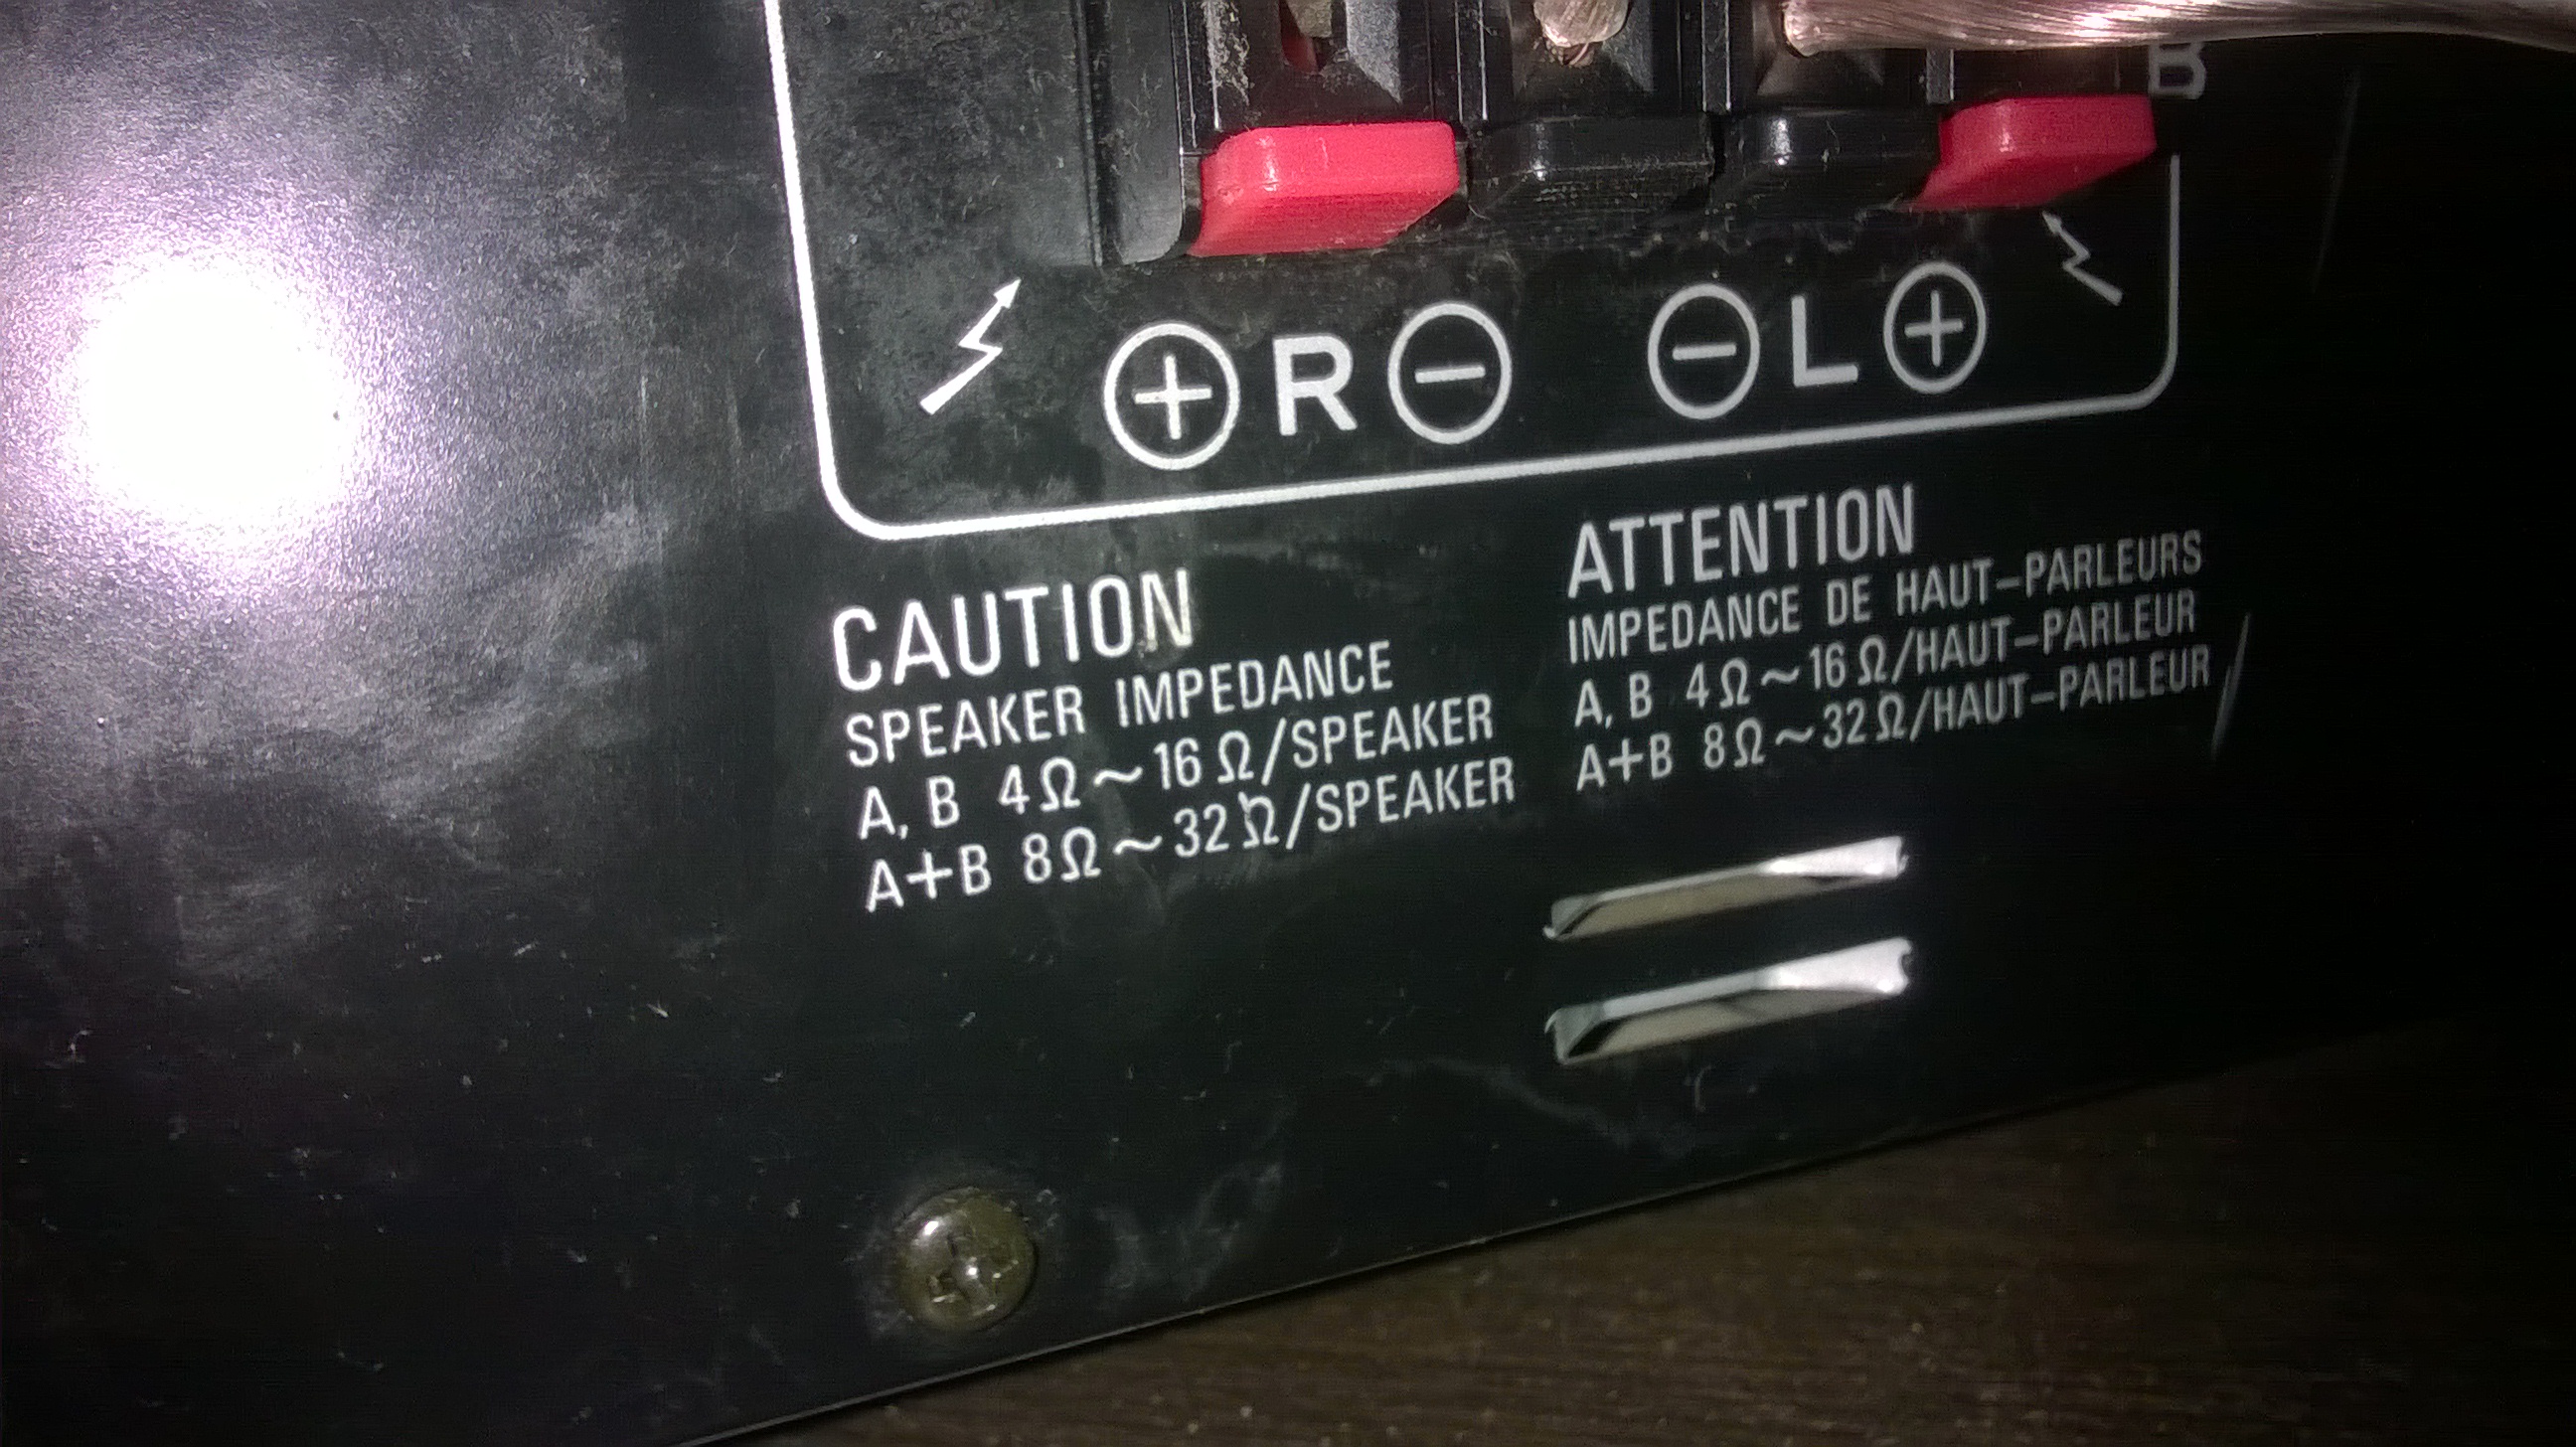 B
⊕ R ⊖ ⊖ L ⊕
CAUTION
SPEAKER IMPEDANCE
A, B 4Ω~16Ω/SPEAKER
A+B 8Ω~32Ω/SPEAKER
ATTENTION
IMPEDANCE DE HAUT-PARLEURS
A, B 4Ω~16Ω/HAUT-PARLEUR
A+B 8Ω~32Ω/HAUT-PARLEUR